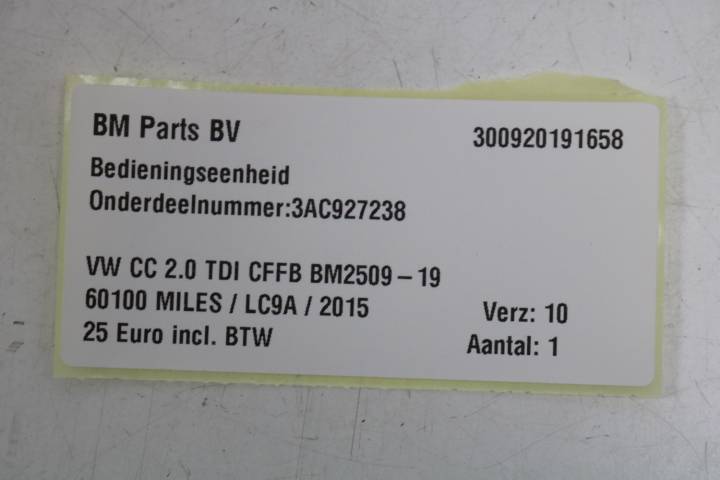 BM Parts BV 300920191658
Bedieningseenheid
Onderdeelnummer:3AC927238
VW CC 2.0 TDI CFFB BM2509 – 19
60100 MILES / LC9A / 2015 Verz: 10
25 Euro incl. BTW Aantal: 1